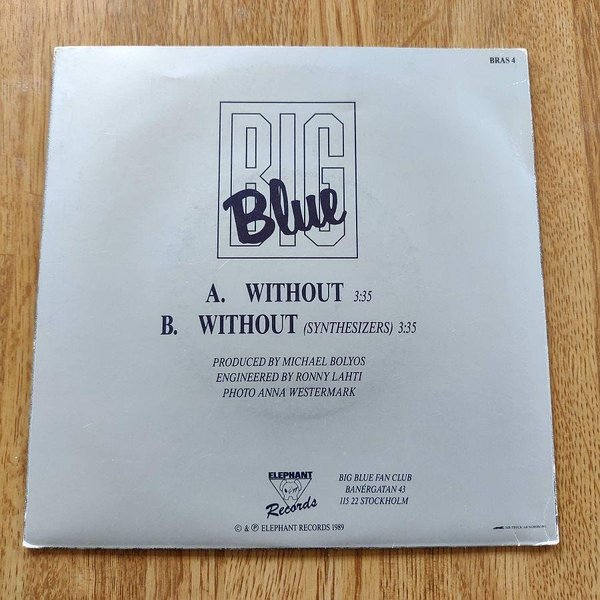 BRAS 4
BIG
Blue
A. WITHOUT 3:35
B. WITHOUT (SYNTHESIZERS) 3:35
PRODUCED BY MICHAEL BOLYOS
ENGINEERED BY RONNY LAHTI
PHOTO ANNA WESTERMARK
ELEPHANT
Records
BIG BLUE FAN CLUB
BANÉRGATAN 43
115 22 STOCKHOLM
© & ℗ ELEPHANT RECORDS 1989